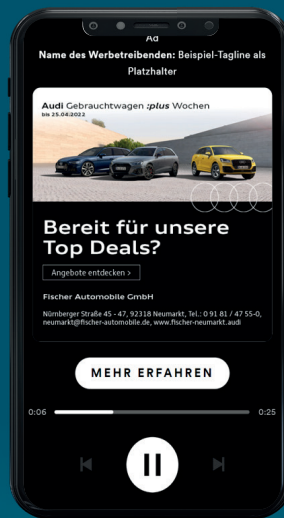 Ad
Name des Werbetreibenden: Beispiel-Tagline als
Platzhalter
Audi Gebrauchtwagen :plus Wochen
bis 25.04.2022
Bereit für unsere
Top Deals?
Angebote entdecken >
Fischer Automobile GmbH
Nürnberger Straße 45 - 47, 92318 Neumarkt, Tel.: 0 91 81 / 47 55-0,
neumarkt@fischer-automobile.de, www.fischer-neumarkt.audi
MEHR ERFAHREN
0:06 0:25